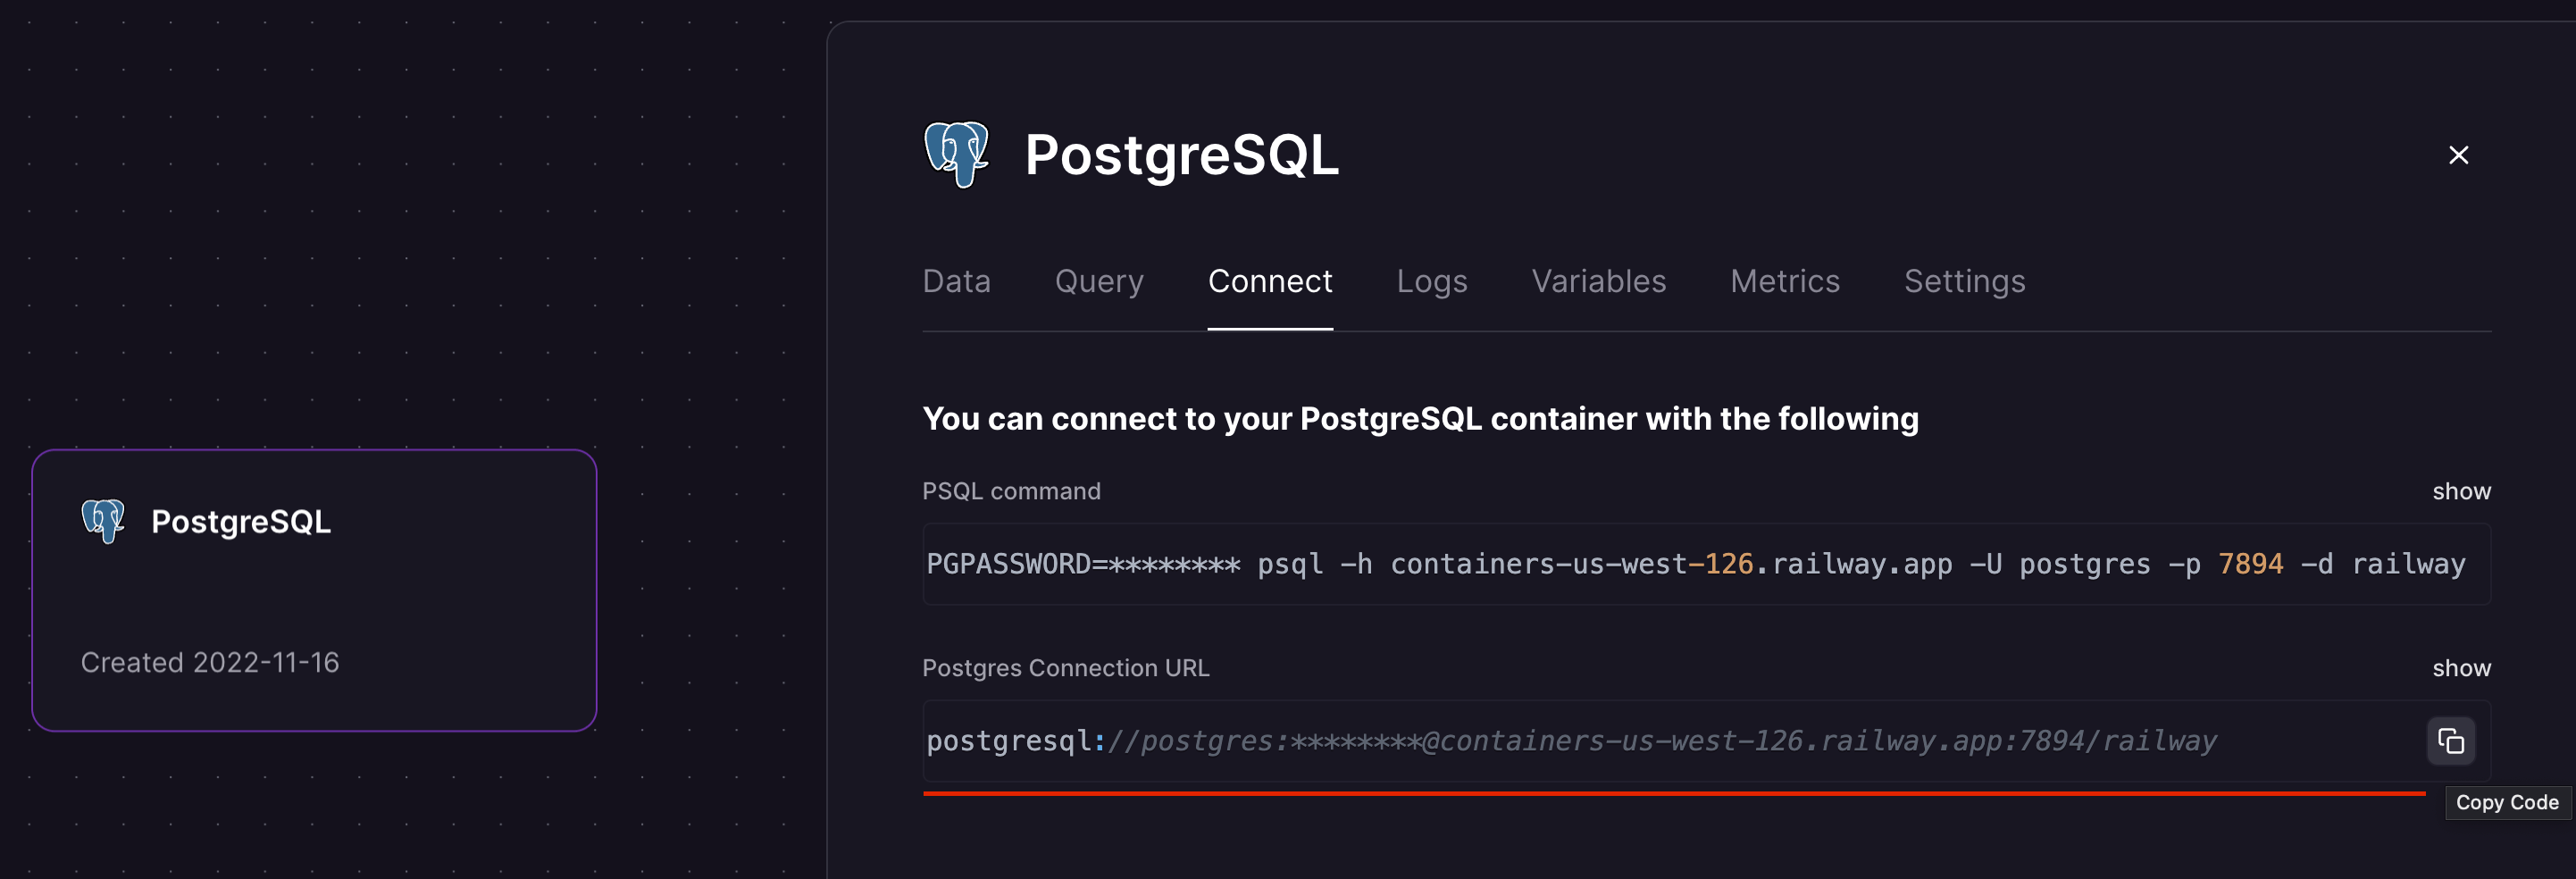 PostgreSQL
Data Query Connect Logs Variables Metrics Settings
You can connect to your PostgreSQL container with the following
PSQL command show
PGPASSWORD=******** psql -h containers-us-west-126.railway.app -U postgres -p 7894 -d railway
Postgres Connection URL show
postgresql://postgres:********@containers-us-west-126.railway.app:7894/railway
Copy Code
PostgreSQL
Created 2022-11-16